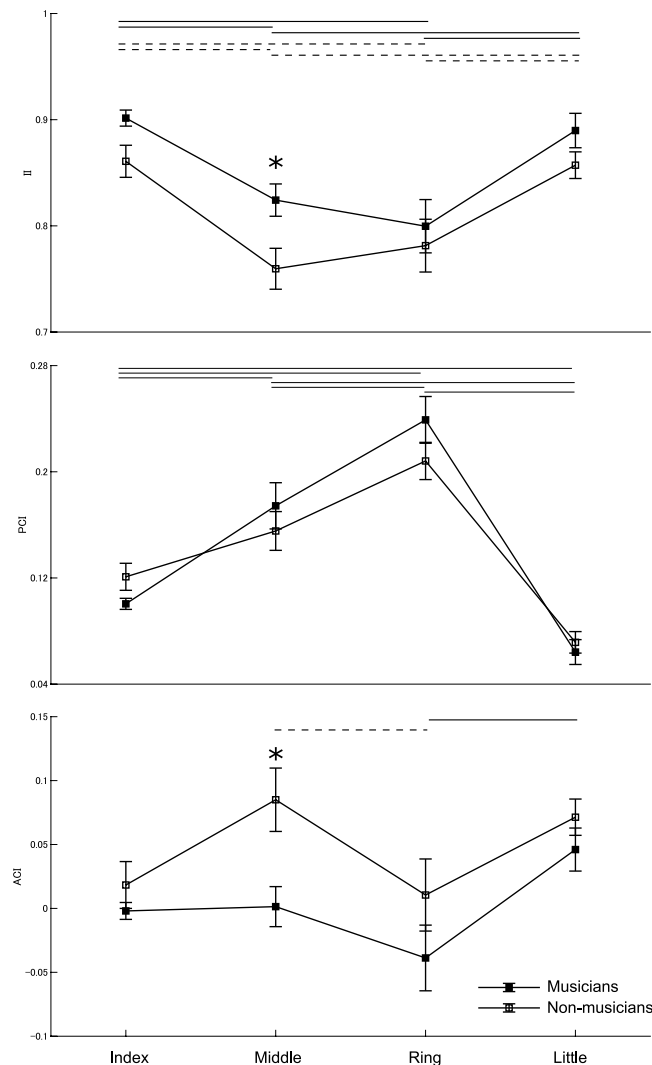 1
0.9
0.8
0.7
II
*
0.28
0.2
0.12
0.04
PCI
0.15
0.1
0.05
0
−0.05
−0.1
ACI
*
Musicians
Non-musicians
Index Middle Ring Little